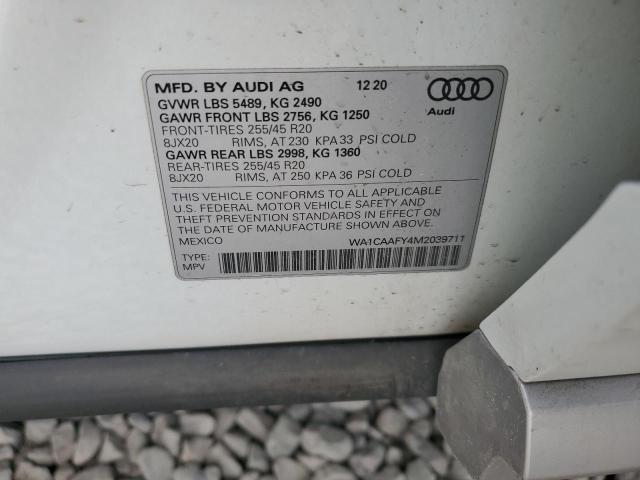 MFD. BY AUDI AG 12 20
GVWR LBS 5489, KG 2490
GAWR FRONT LBS 2756, KG 1250
Audi
FRONT-TIRES 255/45 R20
8JX20 RIMS, AT 230 KPA 33 PSI COLD
GAWR REAR LBS 2998, KG 1360
REAR-TIRES 255/45 R20
8JX20 RIMS, AT 250 KPA 36 PSI COLD
THIS VEHICLE CONFORMS TO ALL APPLICABLE
U.S. FEDERAL MOTOR VEHICLE SAFETY AND
THEFT PREVENTION STANDARDS IN EFFECT ON
THE DATE OF MANUFACTURE SHOWN ABOVE.
MEXICO WA1CAAFY4M2039711
TYPE:
MPV